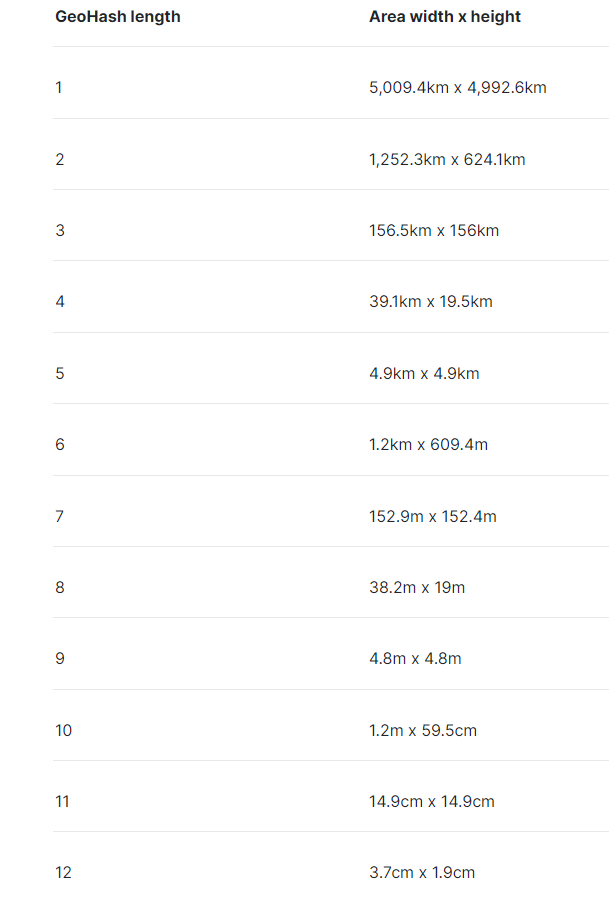 GeoHash length Area width x height
1 5,009.4km x 4,992.6km
2 1,252.3km x 624.1km
3 156.5km x 156km
4 39.1km x 19.5km
5 4.9km x 4.9km
6 1.2km x 609.4m
7 152.9m x 152.4m
8 38.2m x 19m
9 4.8m x 4.8m
10 1.2m x 59.5cm
11 14.9cm x 14.9cm
12 3.7cm x 1.9cm